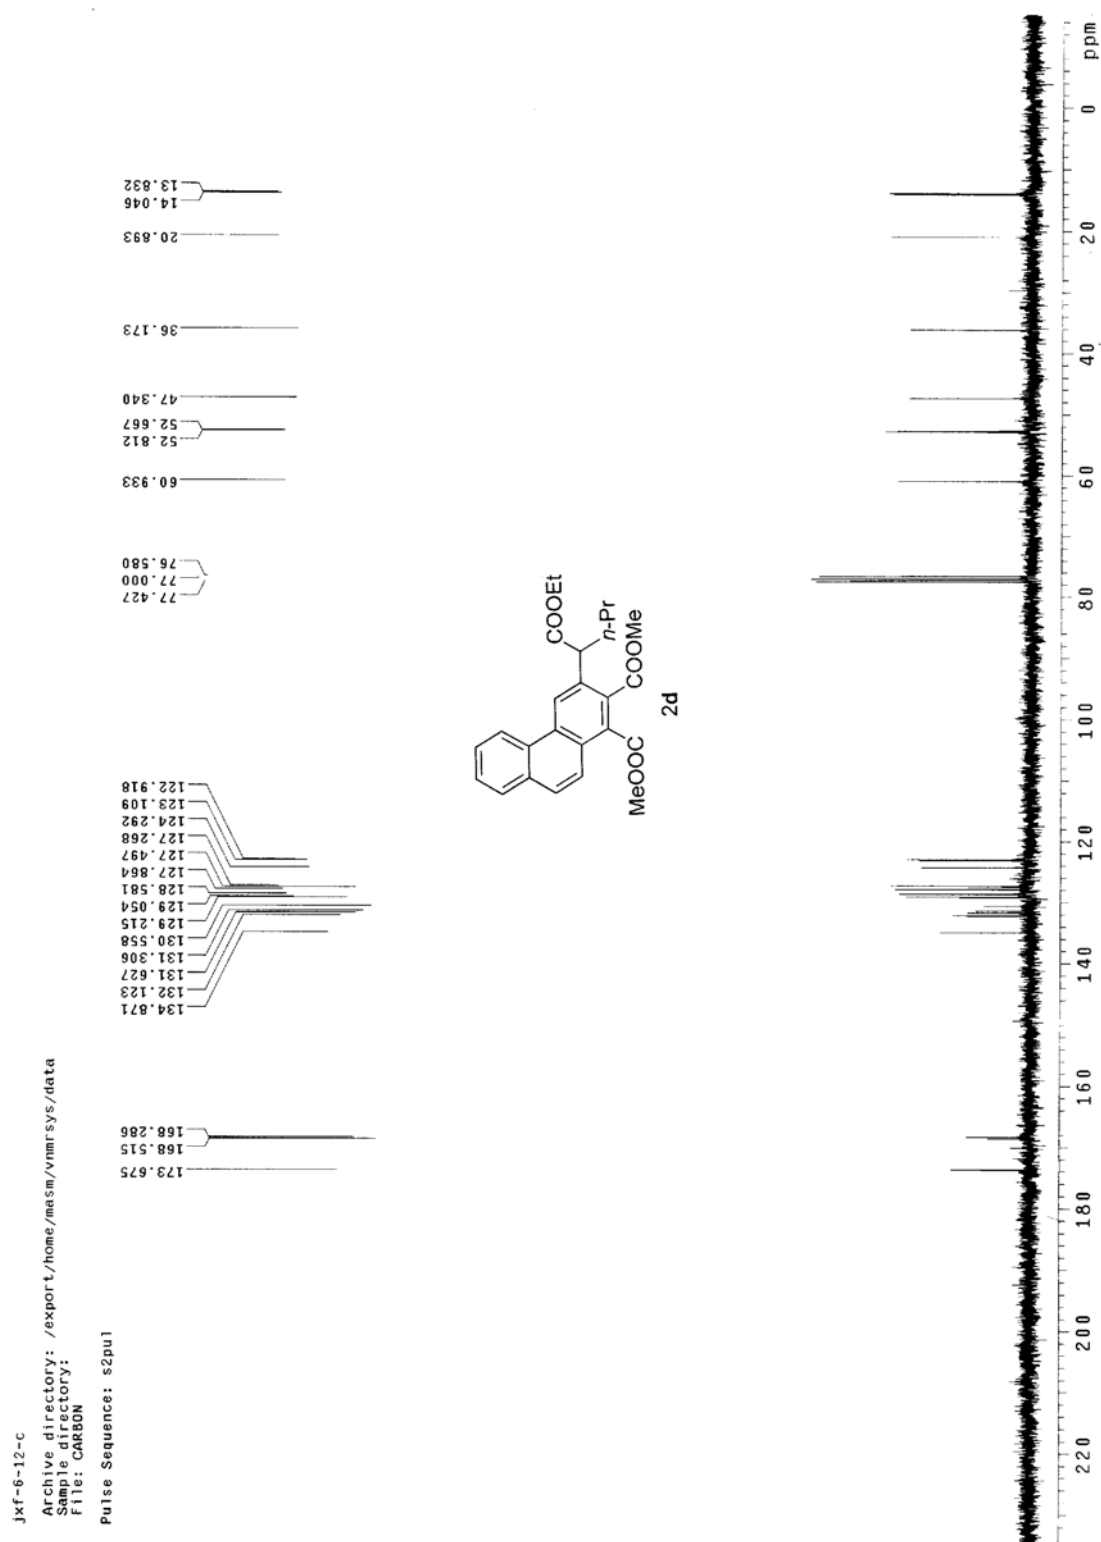 jxf-6-12-c
Archive directory: /export/home/masm/vnmrsys/data
Sample directory:
File: CARBON
Pulse Sequence: s2pul
173.675
168.515
168.286
134.871
132.123
131.627
131.306
130.558
129.215
129.054
128.581
127.864
127.497
127.268
124.292
123.109
122.918
77.427
77.000
76.580
60.933
52.812
52.667
47.340
36.173
20.893
14.046
13.832
COOEt
n-Pr
COOMe
MeOOC
2d
220 200 180 160 140 120 100 80 60 40 20 0 ppm